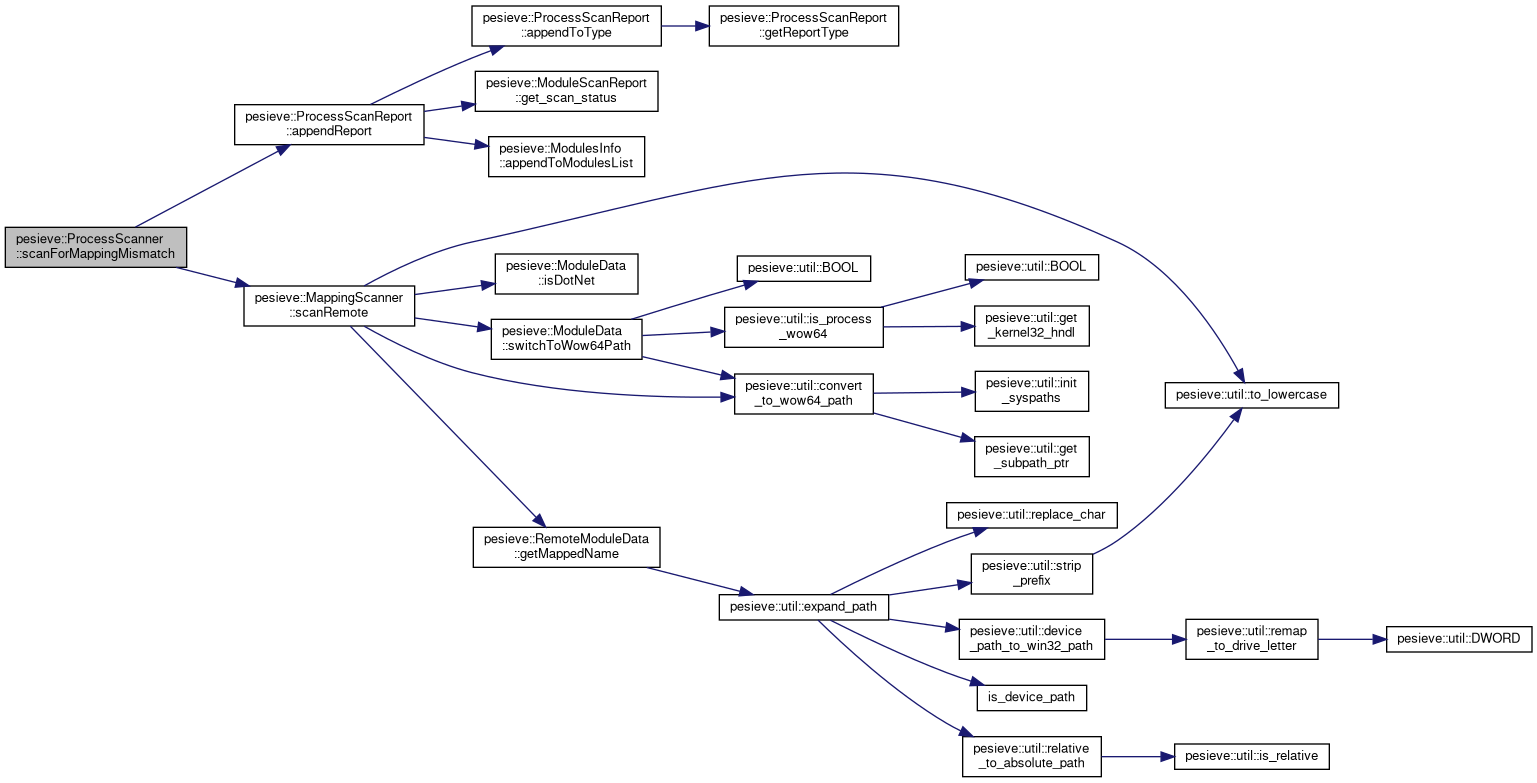 pesieve::ProcessScanReport
::appendToType
pesieve::ProcessScanReport
::getReportType
pesieve::ModuleScanReport
::get_scan_status
pesieve::ProcessScanReport
::appendReport
pesieve::ModulesInfo
::appendToModulesList
pesieve::ProcessScanner
::scanForMappingMismatch
pesieve::ModuleData
::isDotNet
pesieve::util::BOOL
pesieve::util::BOOL
pesieve::MappingScanner
::scanRemote
pesieve::ModuleData
::switchToWow64Path
pesieve::util::is_process
_wow64
pesieve::util::get
_kernel32_hndl
pesieve::util::convert
_to_wow64_path
pesieve::util::init
_syspaths
pesieve::util::to_lowercase
pesieve::util::get
_subpath_ptr
pesieve::util::replace_char
pesieve::RemoteModuleData
::getMappedName
pesieve::util::strip
_prefix
pesieve::util::expand_path
pesieve::util::device
_path_to_win32_path
pesieve::util::remap
_to_drive_letter
pesieve::util::DWORD
is_device_path
pesieve::util::relative
_to_absolute_path
pesieve::util::is_relative